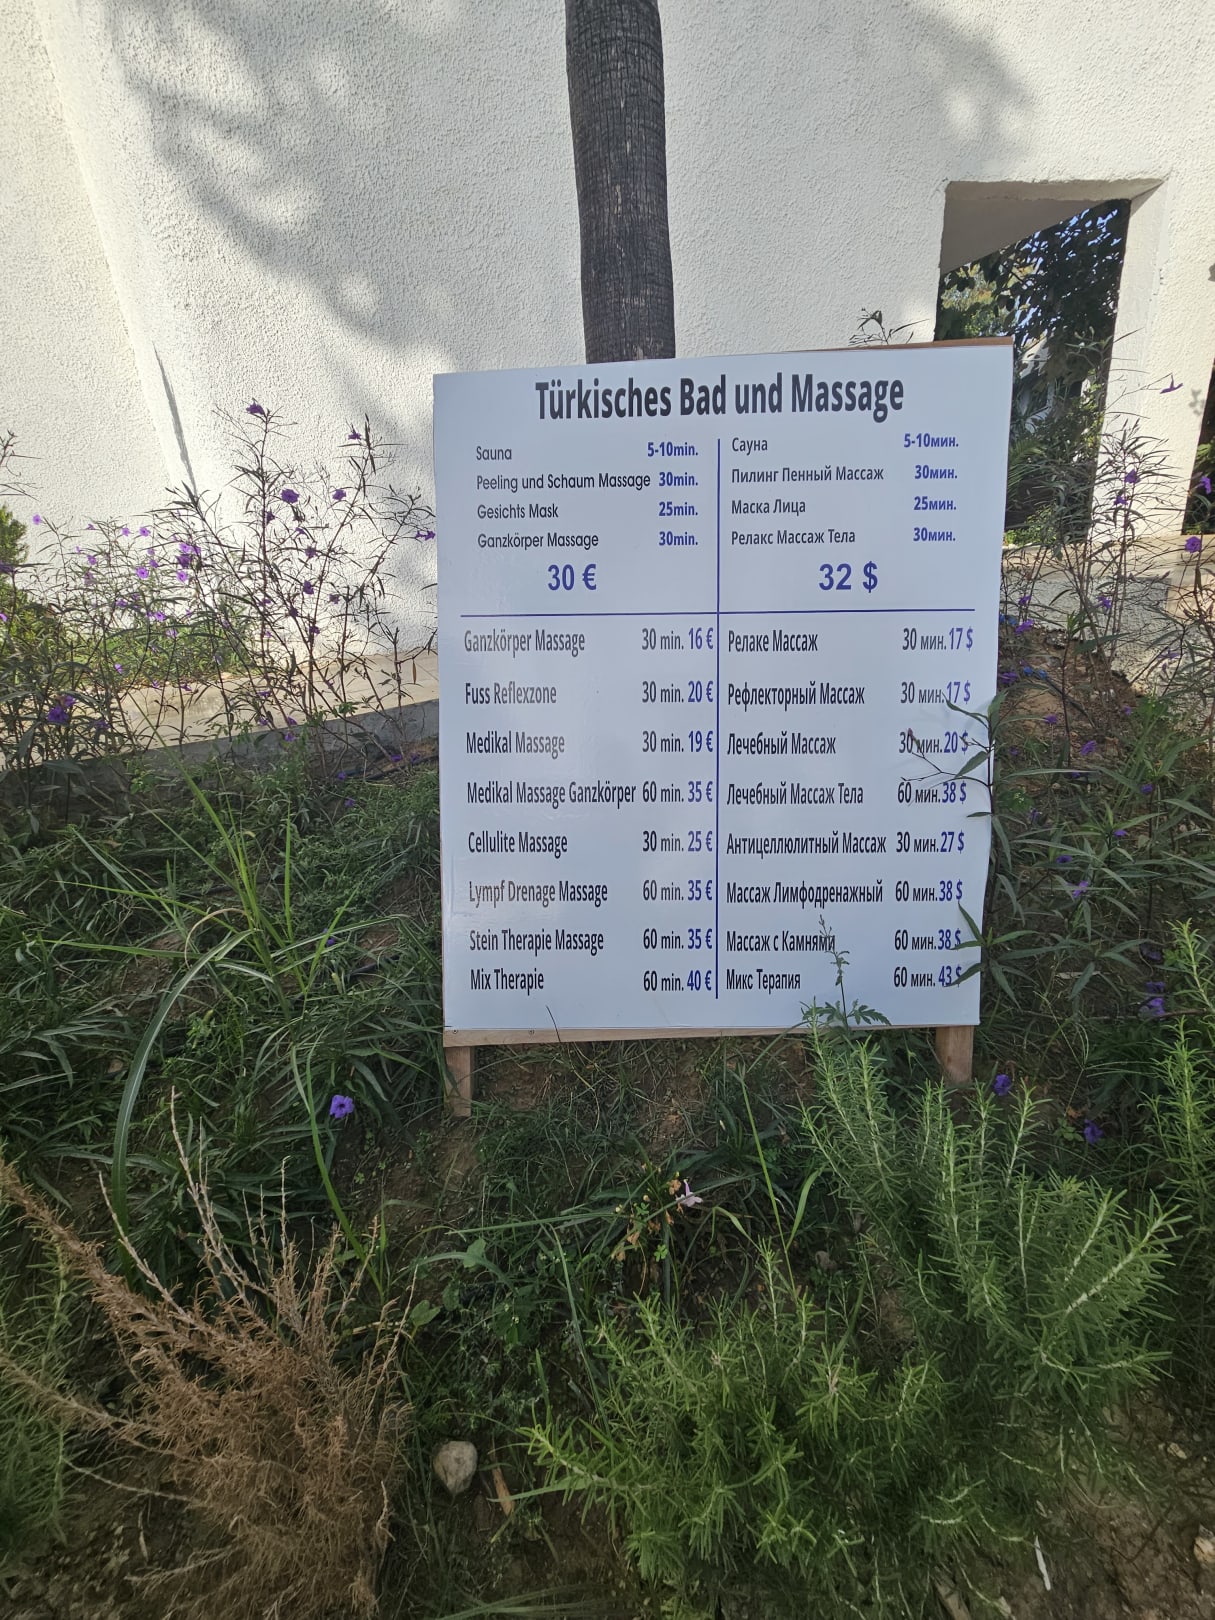 Türkisches Bad und Massage
Sauna 5-10min.
Peeling und Schaum Massage 30min.
Gesichts Mask 25min.
Ganzkörper Massage 30min.
30 €
Сауна 5-10мин.
Пилинг Пенный Массаж 30мин.
Маска Лица 25мин.
Релакс Массаж Тела 30мин.
32 $
Ganzkörper Massage 30 min. 16 €
Fuss Reflexzone 30 min. 20 €
Medikal Massage 30 min. 19 €
Medikal Massage Ganzkörper 60 min. 35 €
Cellulite Massage 30 min. 25 €
Lympf Drenage Massage 60 min. 35 €
Stein Therapie Massage 60 min. 35 €
Mix Therapie 60 min. 40 €
Релаке Массаж 30 мин. 17 $
Рефлекторный Массаж 30 мин. 17 $
Лечебный Массаж 30 мин. 20 $
Лечебный Массаж Тела 60 мин. 38 $
Антицеллюлитный Массаж 30 мин. 27 $
Массаж Лимфодренажный 60 мин. 38 $
Массаж с Камнями 60 мин. 38 $
Микс Терапия 60 мин. 43 $